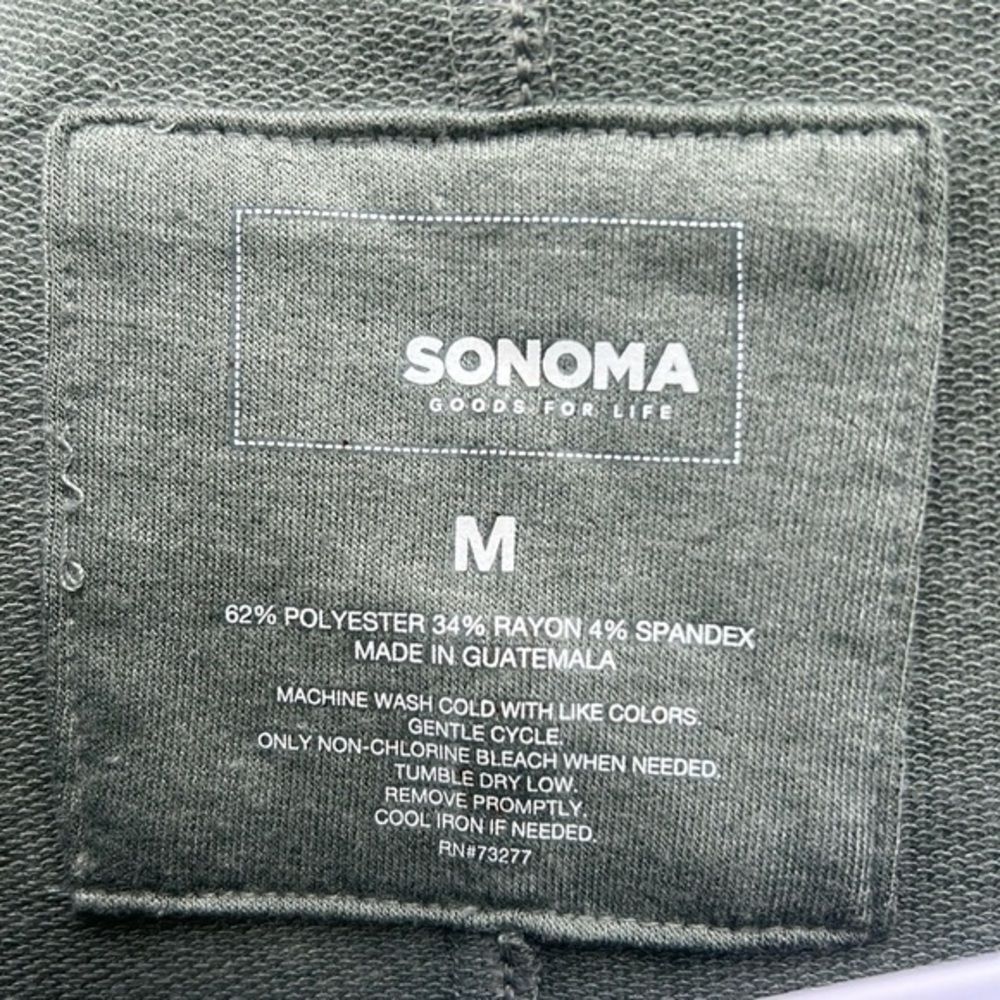 SONOMA
GOODS FOR LIFE
M
62% POLYESTER 34% RAYON 4% SPANDEX
MADE IN GUATEMALA
MACHINE WASH COLD WITH LIKE COLORS.
GENTLE CYCLE.
ONLY NON-CHLORINE BLEACH WHEN NEEDED.
TUMBLE DRY LOW.
REMOVE PROMPTLY.
COOL IRON IF NEEDED.
RN#73277